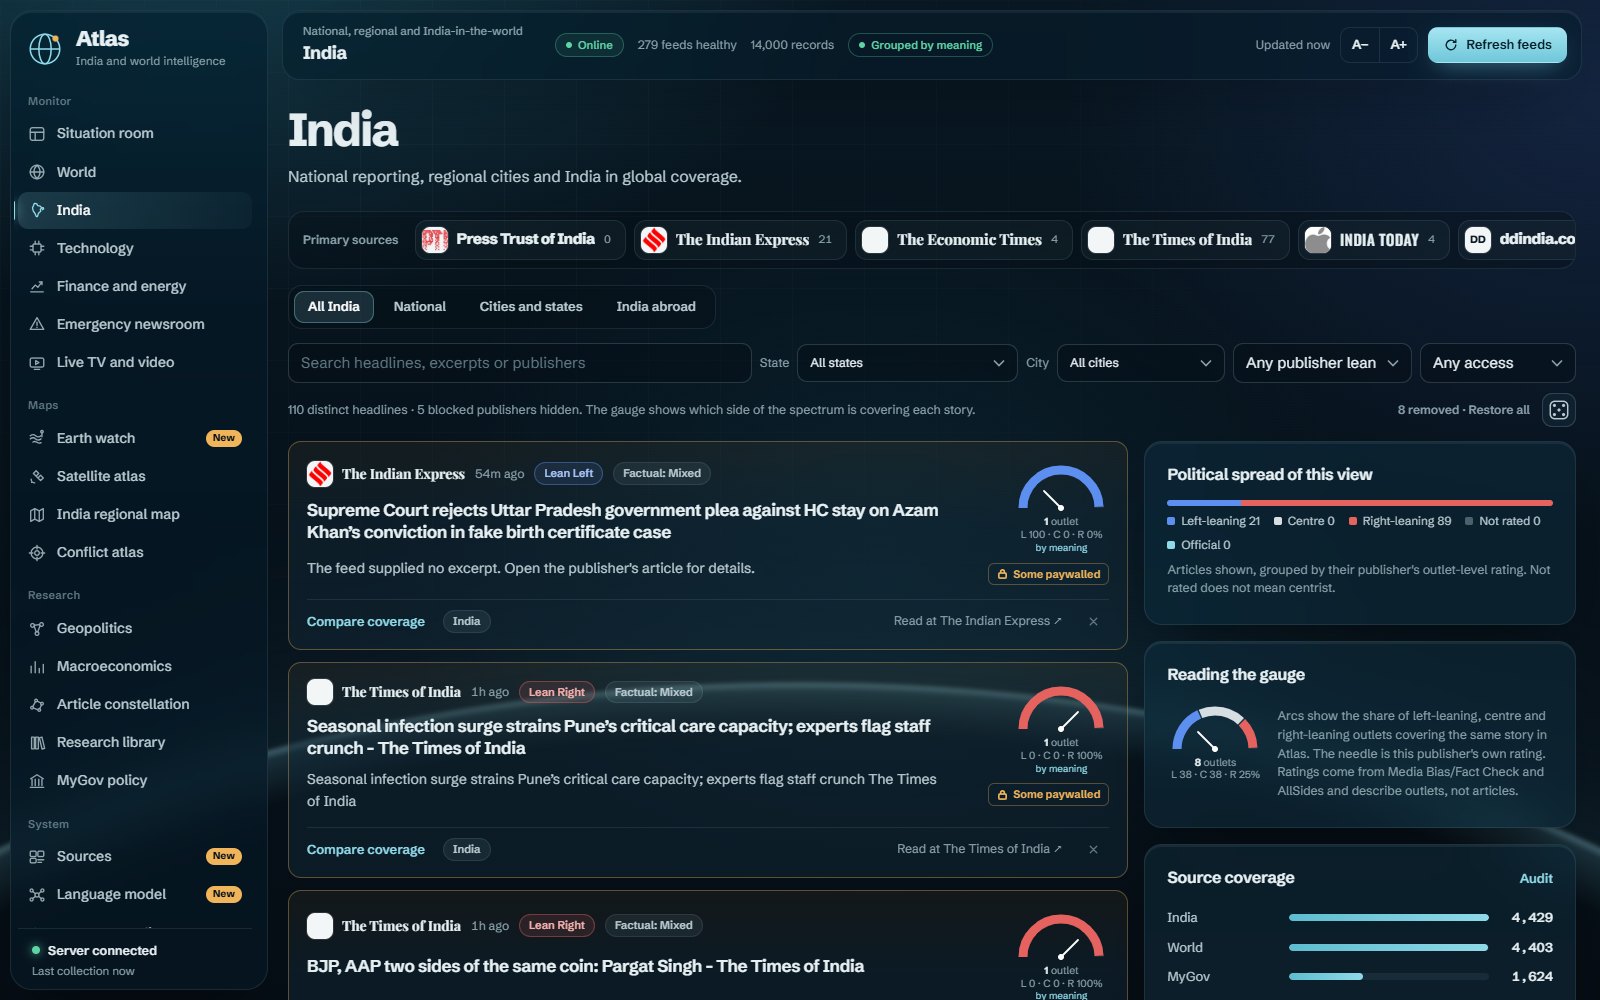 Atlas
India and world intelligence
Monitor
Situation room
World
India
Technology
Finance and energy
Emergency newsroom
Live TV and video
Maps
Earth watch New
Satellite atlas
India regional map
Conflict atlas
Research
Geopolitics
Macroeconomics
Article constellation
Research library
MyGov policy
System
Sources New
Language model New
Server connected
Last collection now
National, regional and India-in-the-world
India
Online 279 feeds healthy 14,000 records Grouped by meaning
Updated now A− A+ Refresh feeds
India
National reporting, regional cities and India in global coverage.
Primary sources PTI Press Trust of India 0 The Indian Express 21 The Economic Times 4 The Times of India 77 INDIA TODAY 4 DD ddindia.co
All India National Cities and states India abroad
Search headlines, excerpts or publishers State All states City All cities Any publisher lean Any access
110 distinct headlines · 5 blocked publishers hidden. The gauge shows which side of the spectrum is covering each story.
8 removed · Restore all
The Indian Express 54m ago Lean Left Factual: Mixed
Supreme Court rejects Uttar Pradesh government plea against HC stay on Azam
Khan's conviction in fake birth certificate case
The feed supplied no excerpt. Open the publisher's article for details.
1 outlet
L 100 · C 0 · R 0%
by meaning
Some paywalled
Compare coverage India Read at The Indian Express ↗ ×
The Times of India 1h ago Lean Right Factual: Mixed
Seasonal infection surge strains Pune's critical care capacity; experts flag staff
crunch - The Times of India
Seasonal infection surge strains Pune's critical care capacity; experts flag staff crunch The Times
of India
1 outlet
L 0 · C 0 · R 100%
by meaning
Some paywalled
Compare coverage India Read at The Times of India ↗ ×
The Times of India 1h ago Lean Right Factual: Mixed
BJP, AAP two sides of the same coin: Pargat Singh - The Times of India
1 outlet
L 0 · C 0 · R 100%
by meaning
Political spread of this view
Left-leaning 21 Centre 0 Right-leaning 89 Not rated 0
Official 0
Articles shown, grouped by their publisher's outlet-level rating. Not
rated does not mean centrist.
Reading the gauge
8 outlets
L 38 · C 38 · R 25%
Arcs show the share of left-leaning, centre and
right-leaning outlets covering the same story in
Atlas. The needle is this publisher's own rating.
Ratings come from Media Bias/Fact Check and
AllSides and describe outlets, not articles.
Source coverage Audit
India 4,429
World 4,403
MyGov 1,624